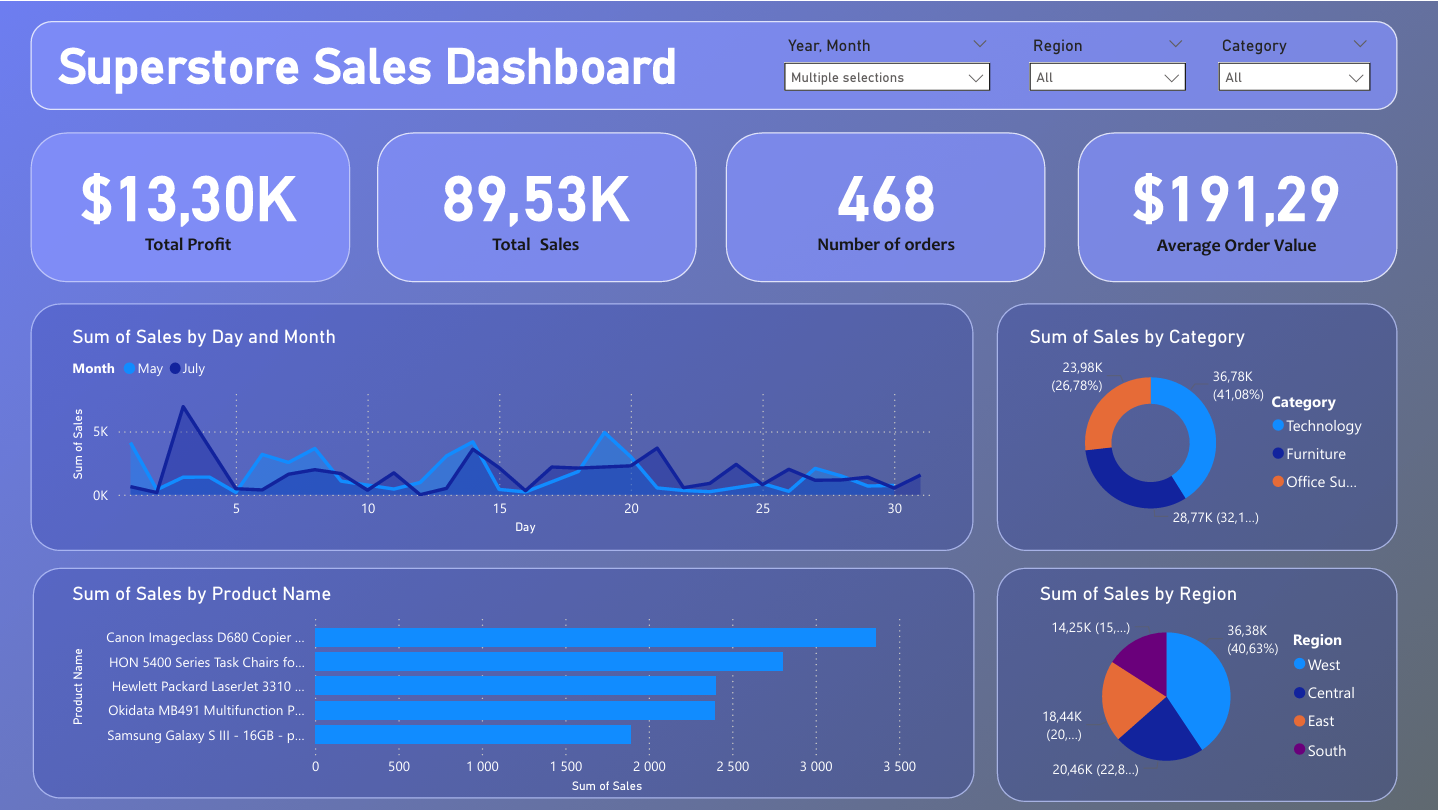 Superstore Sales Dashboard
Year, Month
Multiple selections
Region
All
Category
All
$13,30K
Total Profit
89,53K
Total  Sales
468
Number of orders
$191,29
Average Order Value
Sum of Sales by Day and Month
Month May July
Sum of Sales
5K
0K
5 10 15 20 25 30
Day
Sum of Sales by Category
23,98K
(26,78%)
36,78K
(41,08%)
28,77K (32,1...)
Category
Technology
Furniture
Office Su...
Sum of Sales by Product Name
Product Name
Canon Imageclass D680 Copier ...
HON 5400 Series Task Chairs fo...
Hewlett Packard LaserJet 3310 ...
Okidata MB491 Multifunction P...
Samsung Galaxy S III - 16GB - p...
0 500 1 000 1 500 2 000 2 500 3 000 3 500
Sum of Sales
Sum of Sales by Region
14,25K (15,...)
36,38K
(40,63%)
18,44K
(20,...)
20,46K (22,8...)
Region
West
Central
East
South